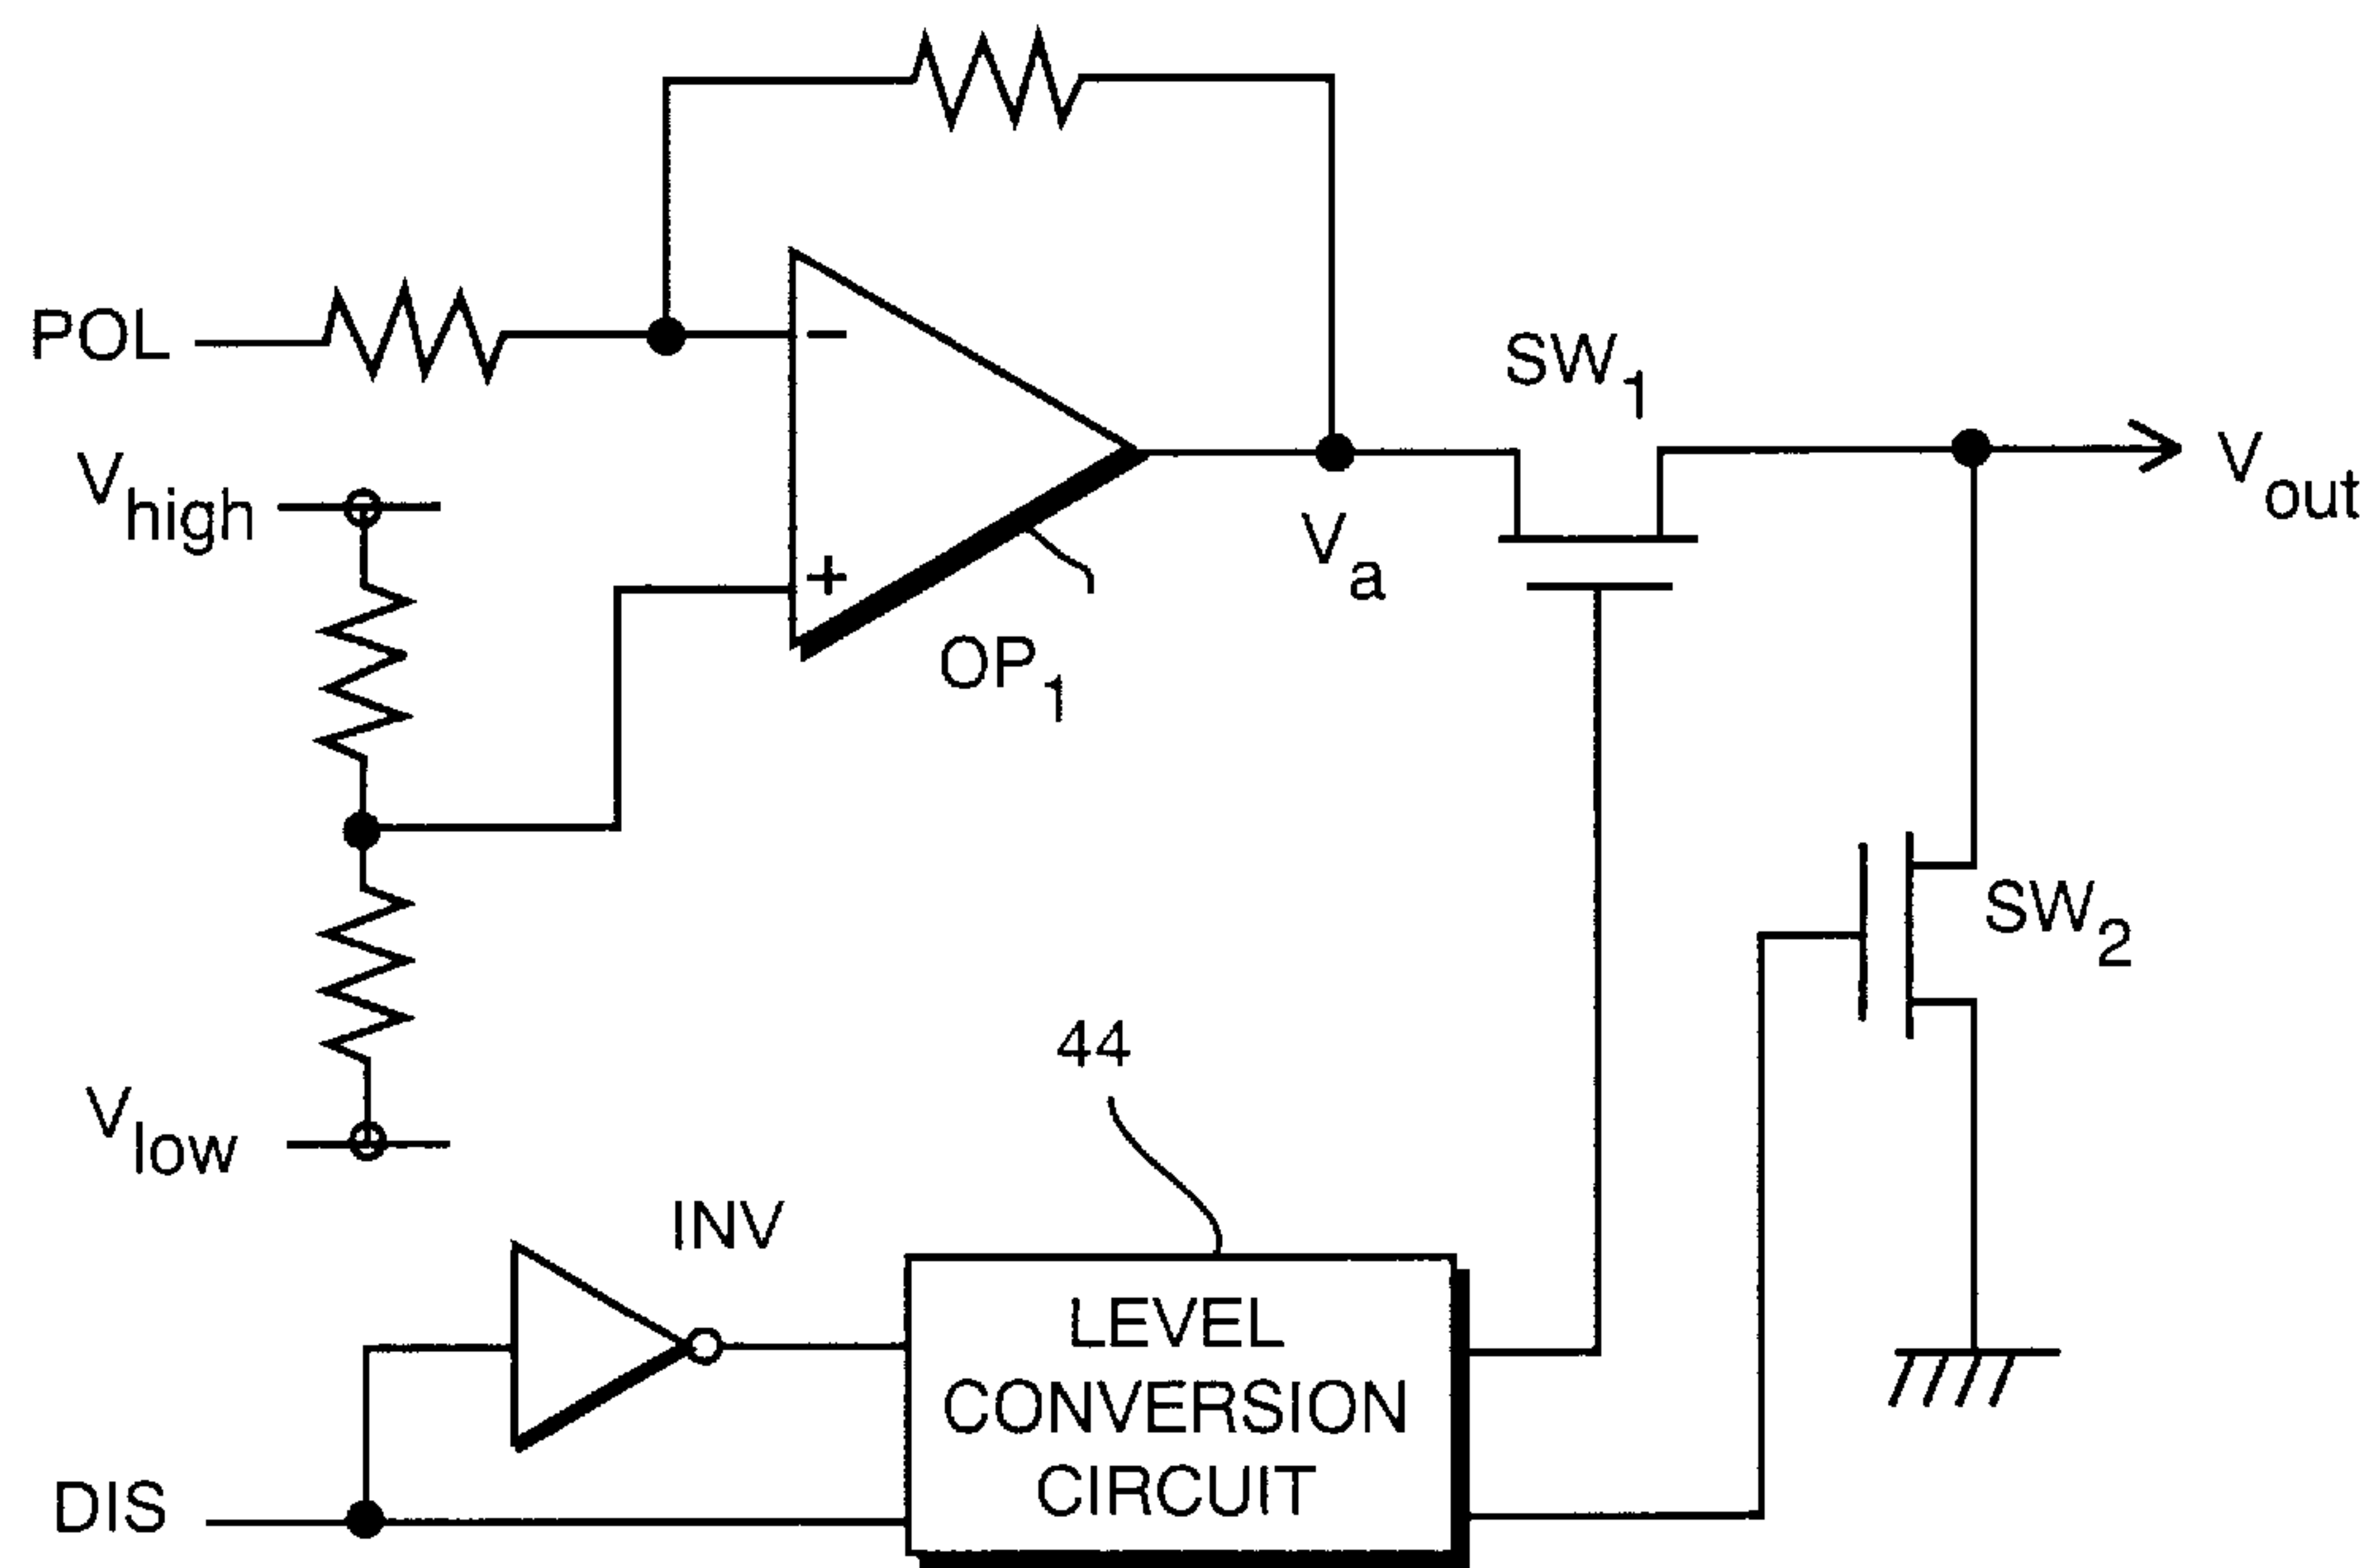 POL
−
SW1
Vhigh
Vout
Va
+
OP1
SW2
44
Vlow
INV
LEVEL
CONVERSION
CIRCUIT
DIS